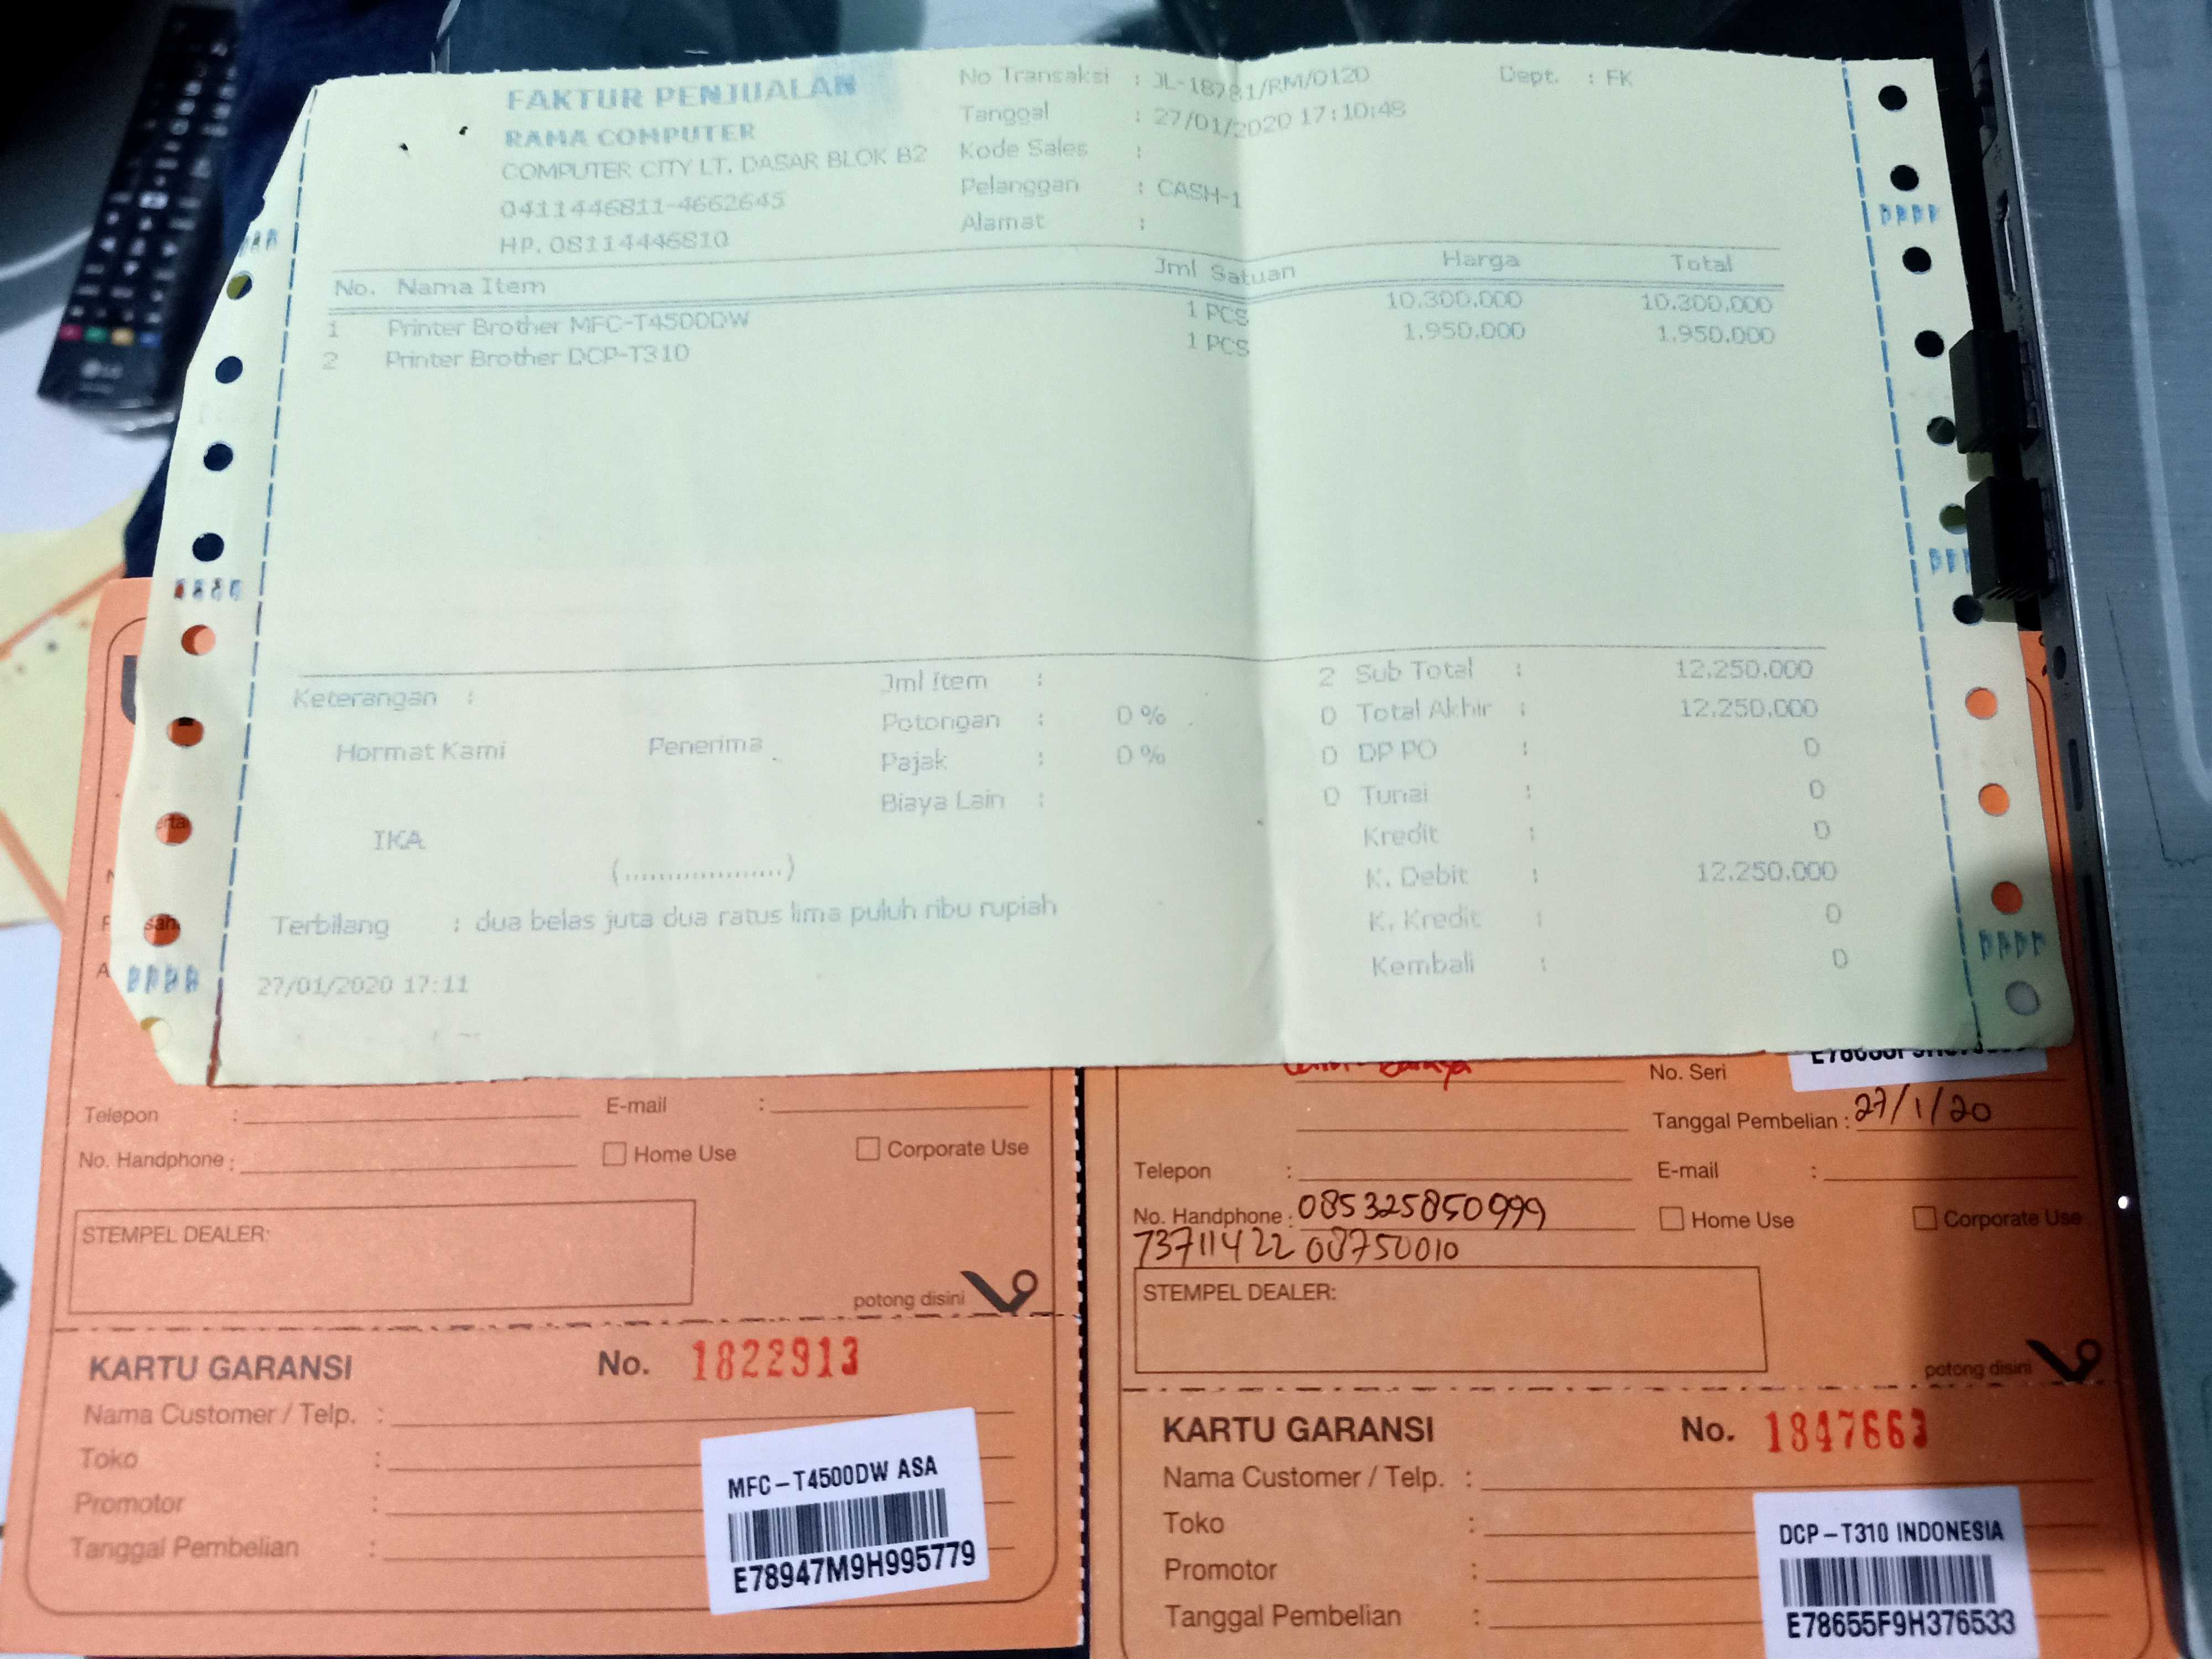 FAKTUR PENJUALAN
RAMA COMPUTER
COMPUTER CITY LT. DASAR BLOK B2
0411446811-4662645
HP. 08114446810
No Transaksi : JL-18781/RM/0120
Tanggal : 27/01/2020 17:10:48
Kode Sales :
Pelanggan : CASH-1
Alamat :
Dept. : FK
No. Nama Item Jml Satuan Harga Total
1 Printer Brother MFC-T4500DW 1 PCS 10.300.000 10.300.000
2 Printer Brother DCP-T310 1 PCS 1.950.000 1.950.000
Keterangan :
Hormat Kami Penerima
IKA
(....................)
Jml Item : 2
Potongan : 0 % 0
Pajak : 0 % 0
Biaya Lain : 0
Sub Total : 12.250.000
Total Akhir : 12.250.000
DP PO : 0
Tunai : 0
Kredit : 0
K. Debit : 12.250.000
K. Kredit : 0
Kembali : 0
Terbilang : dua belas juta dua ratus lima puluh ribu rupiah
27/01/2020 17:11
Telepon : E-mail :
No. Handphone : Home Use Corporate Use
STEMPEL DEALER:
potong disini
KARTU GARANSI No. 1822913
Nama Customer / Telp. :
Toko :
Promotor :
Tanggal Pembelian :
MFC-T4500DW ASA
E78947M9H995779
No. Seri
Tanggal Pembelian : 27/1/20
Telepon : E-mail :
No. Handphone : 085325850999 Home Use Corporate Use
7371142208750010
STEMPEL DEALER:
potong disini
KARTU GARANSI No. 1847663
Nama Customer / Telp. :
Toko :
Promotor :
Tanggal Pembelian :
DCP-T310 INDONESIA
E78655F9H376533
LG